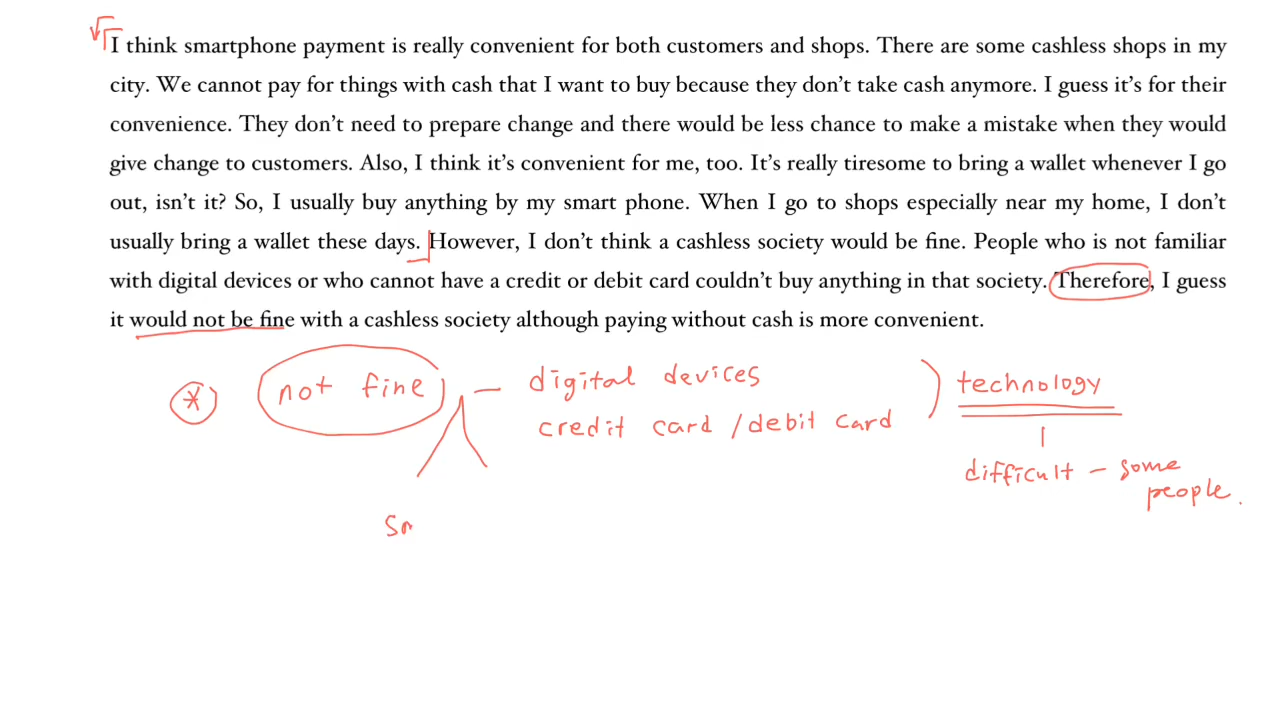 I think smartphone payment is really convenient for both customers and shops. There are some cashless shops in my
city. We cannot pay for things with cash that I want to buy because they don’t take cash anymore. I guess it’s for their
convenience. They don’t need to prepare change and there would be less chance to make a mistake when they would
give change to customers. Also, I think it’s convenient for me, too. It’s really tiresome to bring a wallet whenever I go
out, isn’t it? So, I usually buy anything by my smart phone. When I go to shops especially near my home, I don’t
usually bring a wallet these days. However, I don’t think a cashless society would be fine. People who is not familiar
with digital devices or who cannot have a credit or debit card couldn’t buy anything in that society. Therefore, I guess
it would not be fine with a cashless society although paying without cash is more convenient.
not fine – digital devices
credit card / debit card
technology
difficult – some
people.